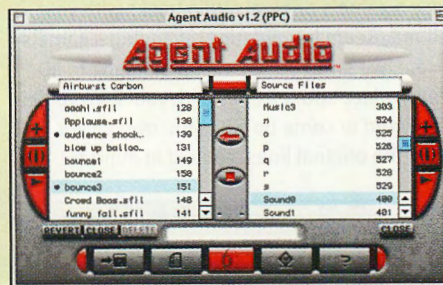 Agent Audio v1.2 (PPC)
Agent Audio
Airburst Carbon
Source Files
aaah!.sfil 128
Applause.sfil 138
• audience shock... 139
blow up balloo... 131
bounce1 149
bounce2 150
• bounce3 151
Crowd Boos.sfil 148
funny fall.sfil 141
Music3 303
n 524
o 525
p 526
q 527
r 528
s 529
Sound0 400
Sound1 401
REVERT CLOSE DELETE
CLOSE